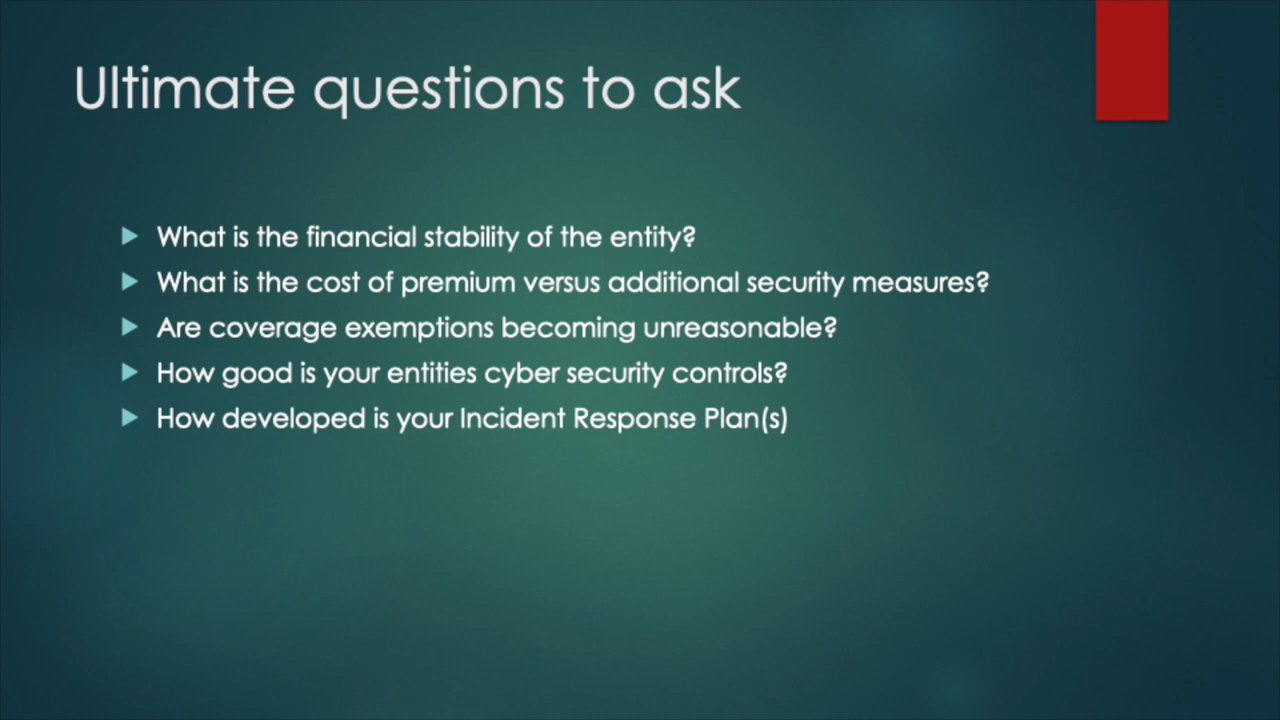 Ultimate questions to ask
What is the financial stability of the entity?
What is the cost of premium versus additional security measures?
Are coverage exemptions becoming unreasonable?
How good is your entities cyber security controls?
How developed is your Incident Response Plan(s)